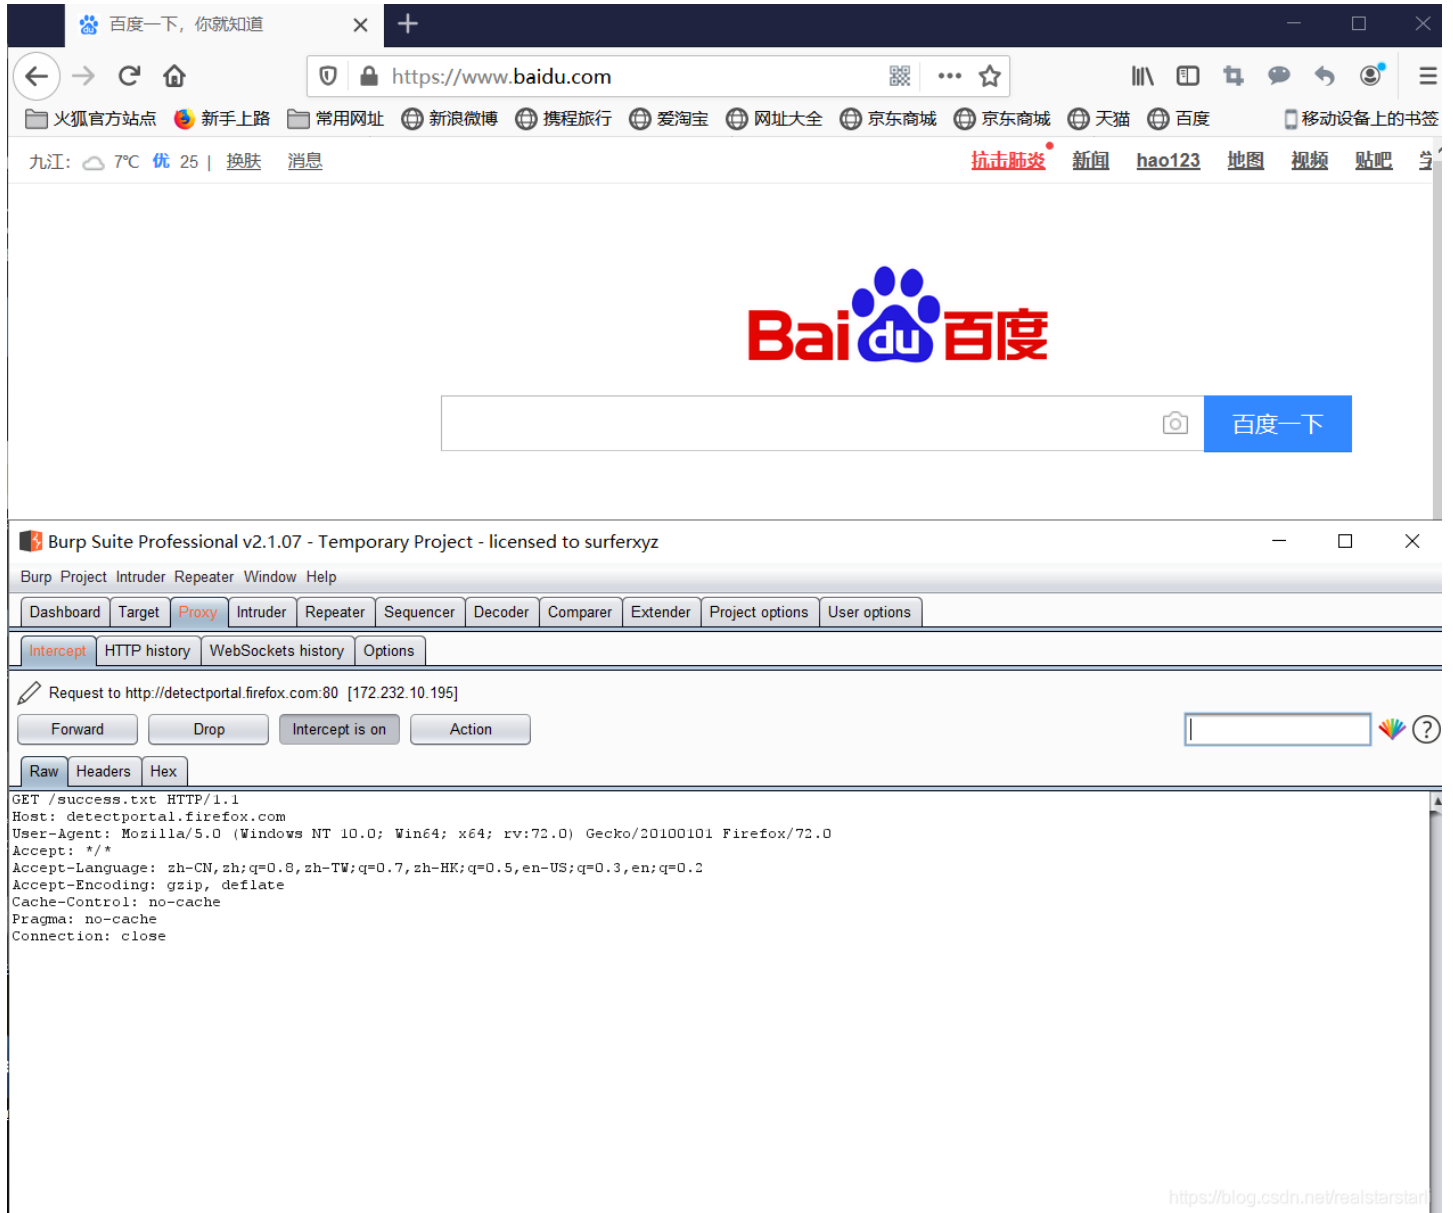 百度一下，你就知道
https://www.baidu.com
火狐官方站点 新手上路 常用网址 新浪微博 携程旅行 爱淘宝 网址大全 京东商城 京东商城 天猫 百度 移动设备上的书签
九江： 7℃ 优 25 | 换肤 消息 抗击肺炎 新闻 hao123 地图 视频 贴吧
Bai du 百度
百度一下
Burp Suite Professional v2.1.07 - Temporary Project - licensed to surferxyz
Burp Project Intruder Repeater Window Help
Dashboard Target Proxy Intruder Repeater Sequencer Decoder Comparer Extender Project options User options
Intercept HTTP history WebSockets history Options
Request to http://detectportal.firefox.com:80 [172.232.10.195]
Forward Drop Intercept is on Action ?
Raw Headers Hex
GET /success.txt HTTP/1.1
Host: detectportal.firefox.com
User-Agent: Mozilla/5.0 (Windows NT 10.0; Win64; x64; rv:72.0) Gecko/20100101 Firefox/72.0
Accept: */*
Accept-Language: zh-CN,zh;q=0.8,zh-TW;q=0.7,zh-HK;q=0.5,en-US;q=0.3,en;q=0.2
Accept-Encoding: gzip, deflate
Cache-Control: no-cache
Pragma: no-cache
Connection: close
https://blog.csdn.net/realstarstarli